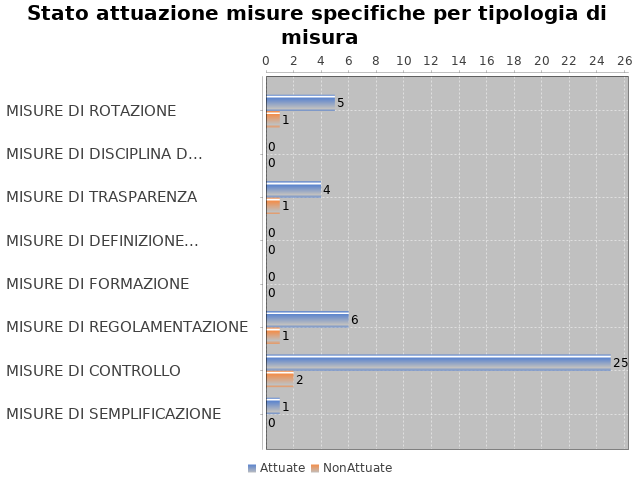 Stato attuazione misure specifiche per tipologia di
misura
0 2 4 6 8 10 12 14 16 18 20 22 24 26
MISURE DI ROTAZIONE
5
1
MISURE DI DISCIPLINA D...
0
0
MISURE DI TRASPARENZA
4
1
MISURE DI DEFINIZIONE...
0
0
MISURE DI FORMAZIONE
0
0
MISURE DI REGOLAMENTAZIONE
6
1
MISURE DI CONTROLLO
25
2
MISURE DI SEMPLIFICAZIONE
1
0
Attuate NonAttuate